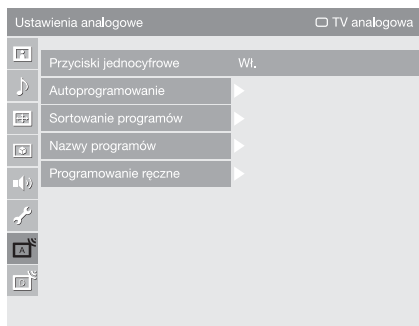 Ustawienia analogowe TV analogowa
Przyciski jednocyfrowe Wł.
Autoprogramowanie
Sortowanie programów
Nazwy programów
Programowanie ręczne
A
D